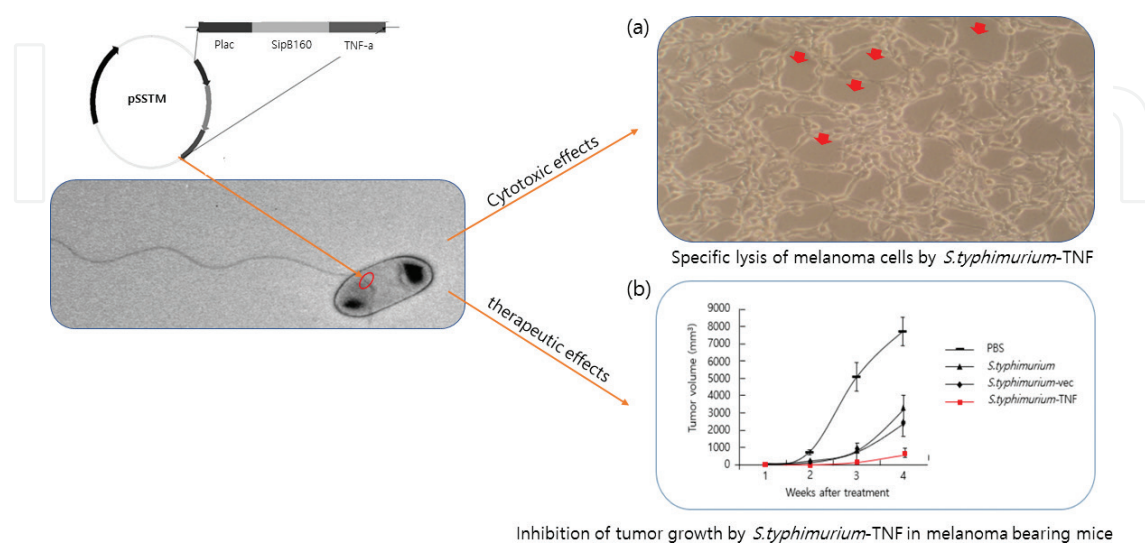 Plac SipB160 TNF-a
pSSTM
Cytotoxic effects
therapeutic effects
(a)
Specific lysis of melanoma cells by S.typhimurium-TNF
(b)
Tumor volume (mm³)
9000
8000
7000
6000
5000
4000
3000
2000
1000
0
1 2 3 4
Weeks after treatment
PBS
S.typhimurium
S.typhimurium-vec
S.typhimurium-TNF
Inhibition of tumor growth by S.typhimurium-TNF in melanoma bearing mice